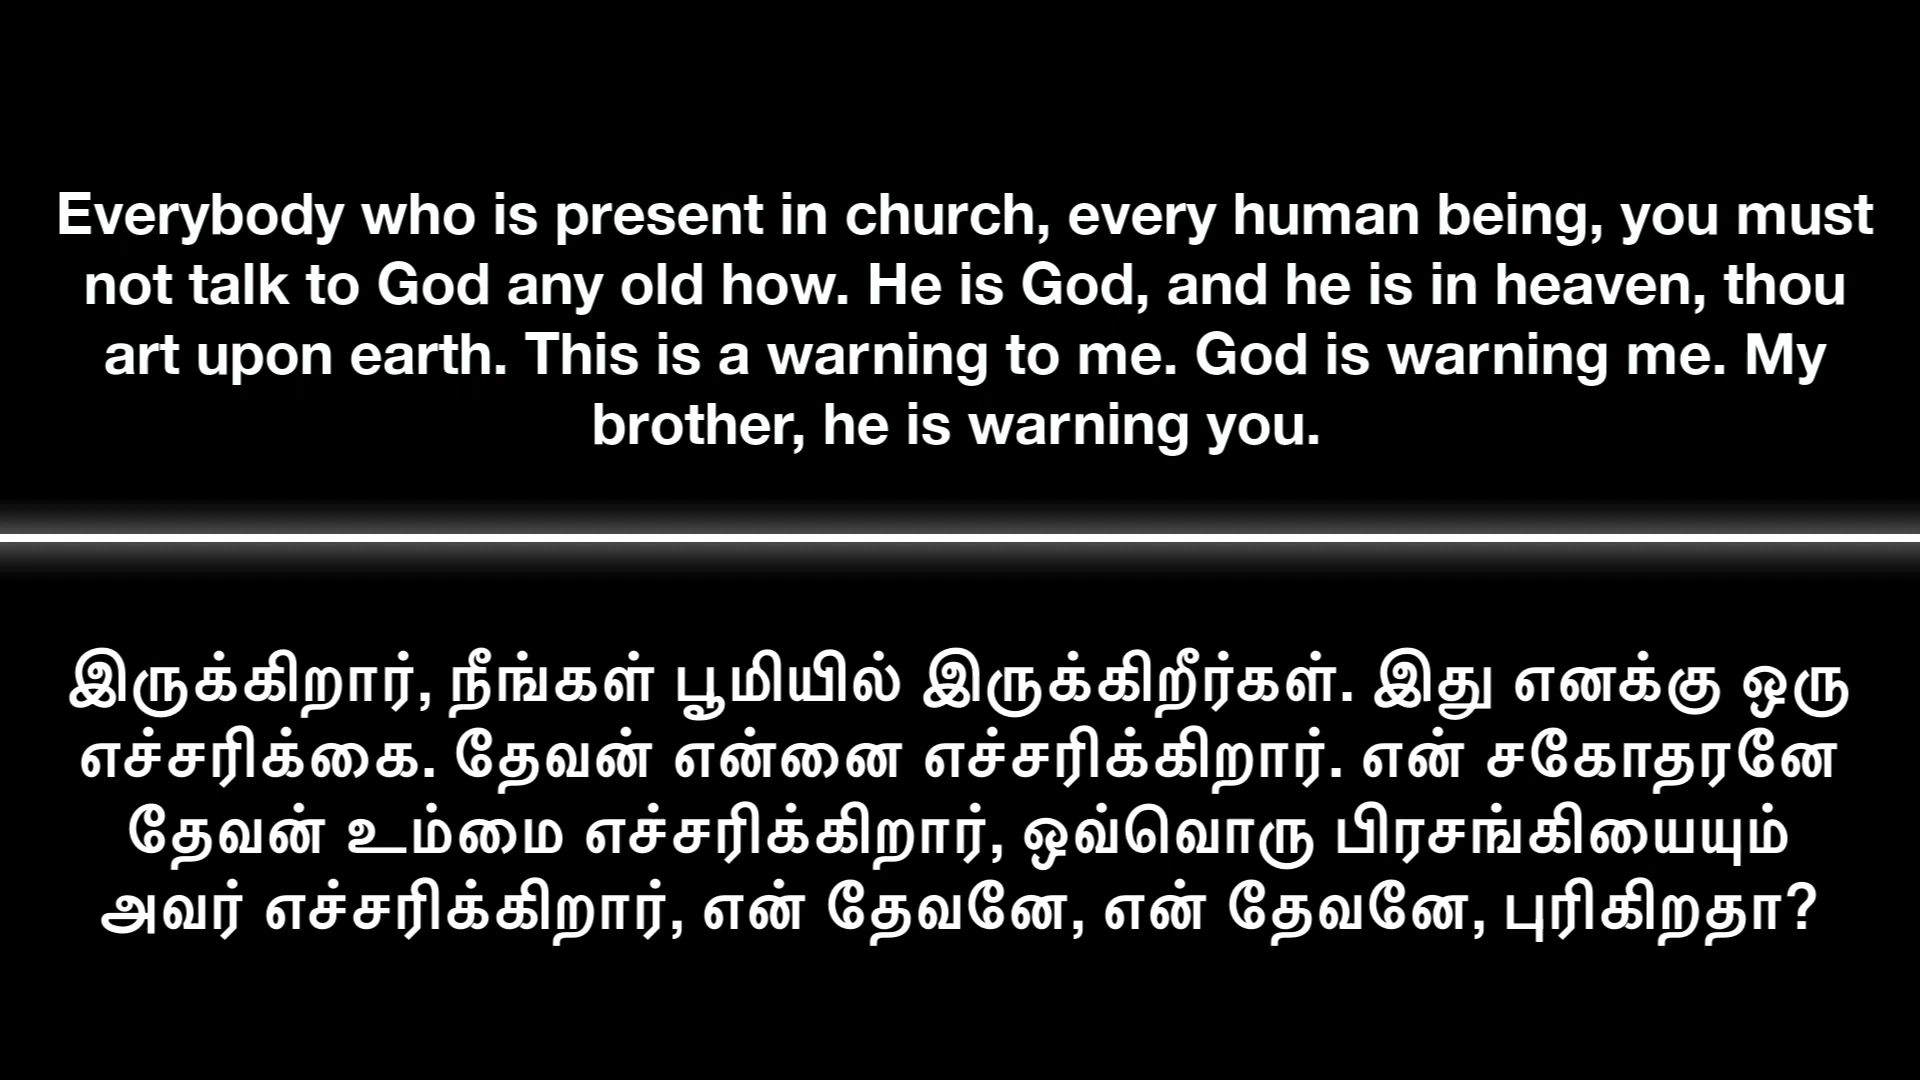 Everybody who is present in church, every human being, you must
not talk to God any old how. He is God, and he is in heaven, thou
art upon earth. This is a warning to me. God is warning me. My
brother, he is warning you.
இருக்கிறார், நீங்கள் பூமியில் இருக்கிறீர்கள். இது எனக்கு ஒரு
எச்சரிக்கை. தேவன் என்னை எச்சரிக்கிறார். என் சகோதரனே
தேவன் உம்மை எச்சரிக்கிறார், ஒவ்வொரு பிரசங்கியையும்
அவர் எச்சரிக்கிறார், என் தேவனே, என் தேவனே, புரிகிறதா?